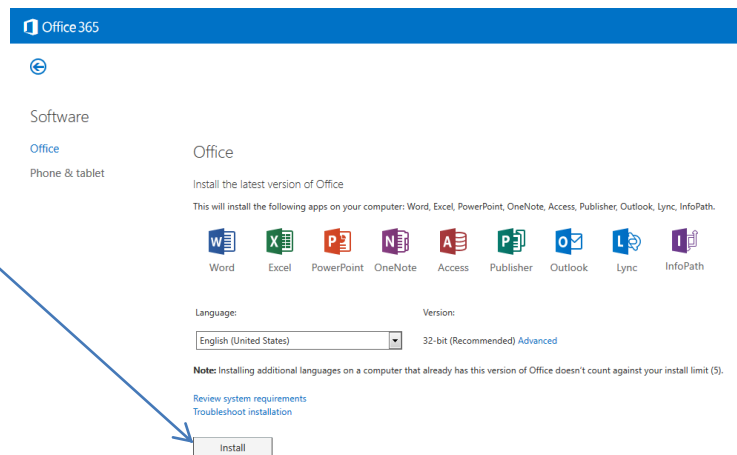 Office 365
Software
Office
Phone & tablet
Office
Install the latest version of Office
This will install the following apps on your computer: Word, Excel, PowerPoint, OneNote, Access, Publisher, Outlook, Lync, InfoPath.
Word Excel PowerPoint OneNote Access Publisher Outlook Lync InfoPath
Language: Version:
English (United States) 32-bit (Recommended) Advanced
Note: Installing additional languages on a computer that already has this version of Office doesn't count against your install limit (5).
Review system requirements
Troubleshoot installation
Install